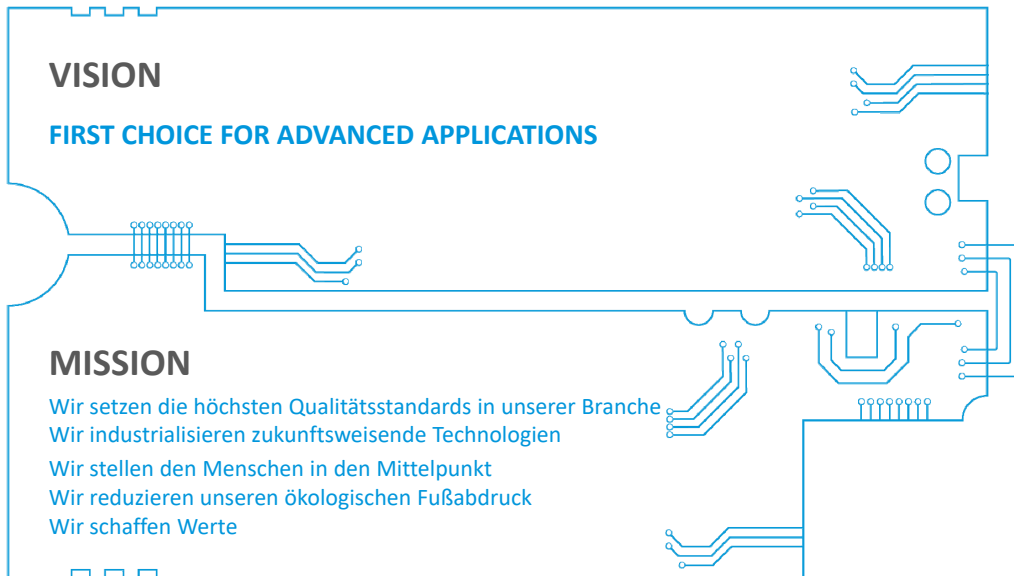 VISION
FIRST CHOICE FOR ADVANCED APPLICATIONS
MISSION
Wir setzen die höchsten Qualitätsstandards in unserer Branche
Wir industrialisieren zukunftsweisende Technologien
Wir stellen den Menschen in den Mittelpunkt
Wir reduzieren unseren ökologischen Fußabdruck
Wir schaffen Werte